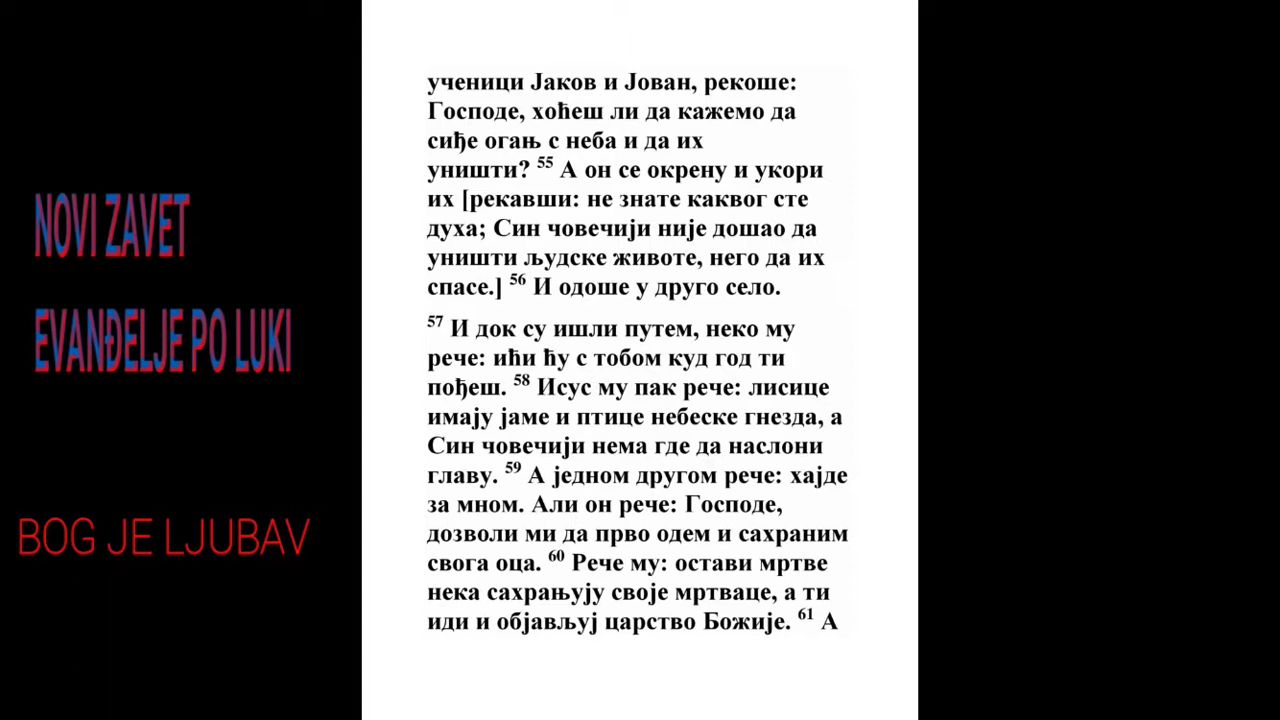 NOVI ZAVET
EVANĐELJE PO LUKI
BOG JE LJUBAV
ученици Јаков и Јован, рекоше:
Господе, хоћеш ли да кажемо да
сиђе огањ с неба и да их
уништи? 55 А он се окрену и укори
их [рекавши: не знате каквог сте
духа; Син човечији није дошао да
уништи људске животе, него да их
спасе.] 56 И одоше у друго село.
57 И док су ишли путем, неко му
рече: ићи ћу с тобом куд год ти
пођеш. 58 Исус му пак рече: лисице
имају јаме и птице небеске гнезда, а
Син човечији нема где да наслони
главу. 59 А једном другом рече: хајде
за мном. Али он рече: Господе,
дозволи ми да прво одем и сахраним
свога оца. 60 Рече му: остави мртве
нека сахрањују своје мртваце, а ти
иди и објављуј царство Божије. 61 А